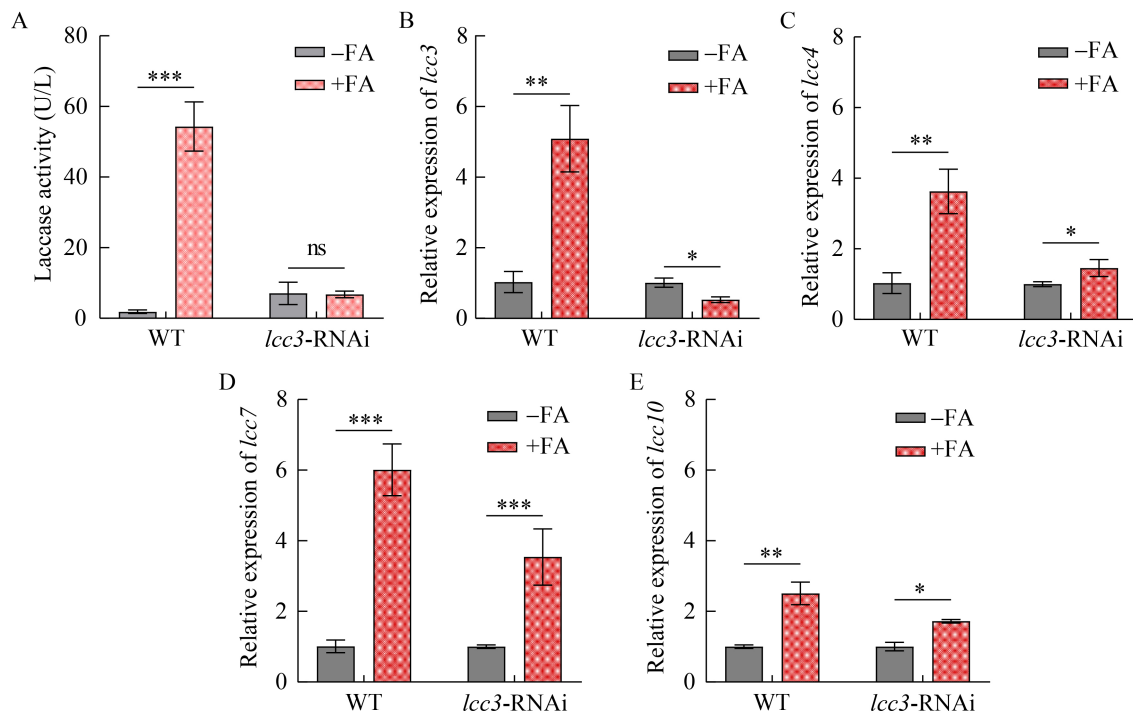 A
Laccase activity (U/L)
80
60
40
20
0
–FA
+FA
***
ns
WT
lcc3-RNAi
B
Relative expression of lcc3
8
6
4
2
0
–FA
+FA
**
*
WT
lcc3-RNAi
C
Relative expression of lcc4
8
6
4
2
0
–FA
+FA
**
*
WT
lcc3-RNAi
D
Relative expression of lcc7
8
6
4
2
0
–FA
+FA
***
***
WT
lcc3-RNAi
E
Relative expression of lcc10
8
6
4
2
0
–FA
+FA
**
*
WT
lcc3-RNAi